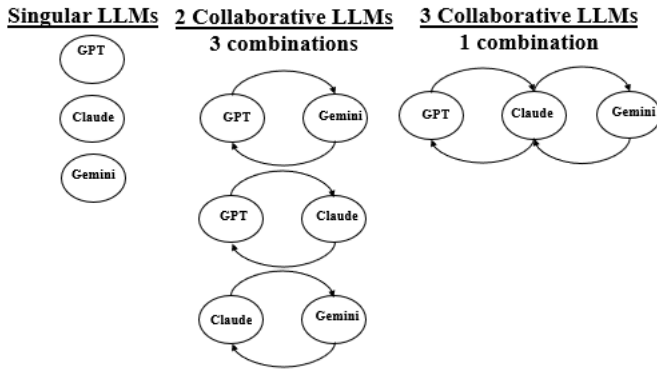 Singular LLMs
GPT
Claude
Gemini
2 Collaborative LLMs
3 combinations
GPT
Gemini
GPT
Claude
Claude
Gemini
3 Collaborative LLMs
1 combination
GPT
Claude
Gemini